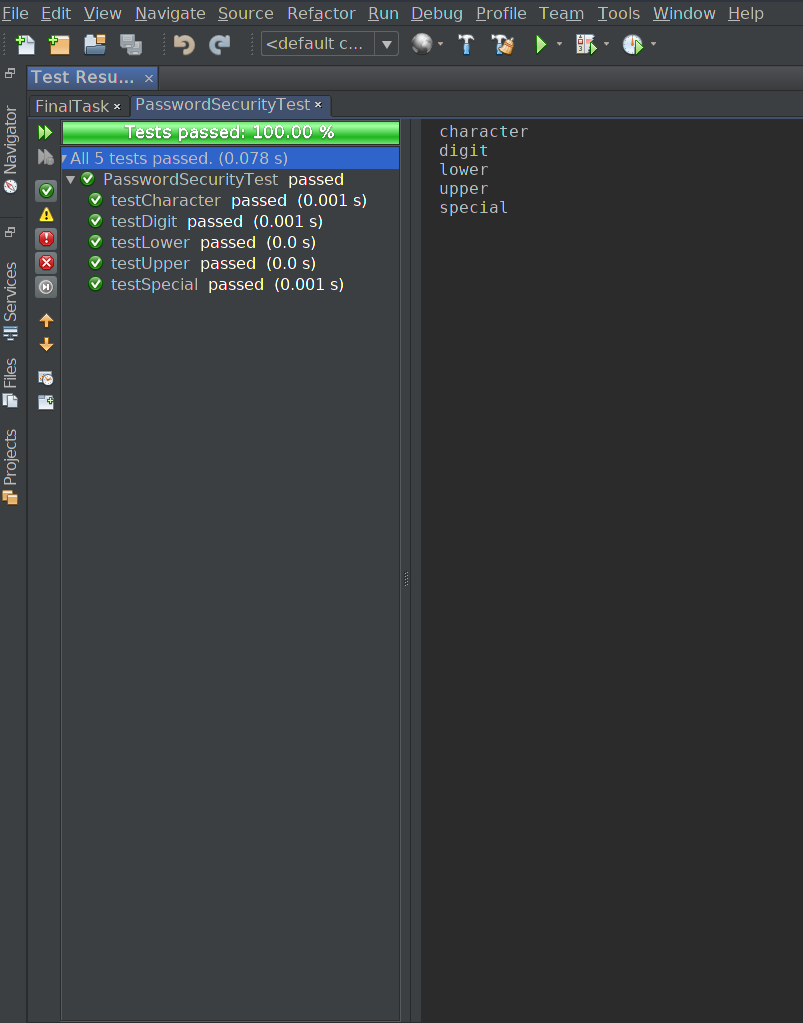 File Edit View Navigate Source Refactor Run Debug Profile Team Tools Window Help
<default c...
Test Resu... ×
FinalTask × PasswordSecurityTest ×
Navigator
Services
Files
Projects
Tests passed: 100.00 %
All 5 tests passed. (0.078 s)
PasswordSecurityTest passed
testCharacter passed (0.001 s)
testDigit passed (0.001 s)
testLower passed (0.0 s)
testUpper passed (0.0 s)
testSpecial passed (0.001 s)
character
digit
lower
upper
special